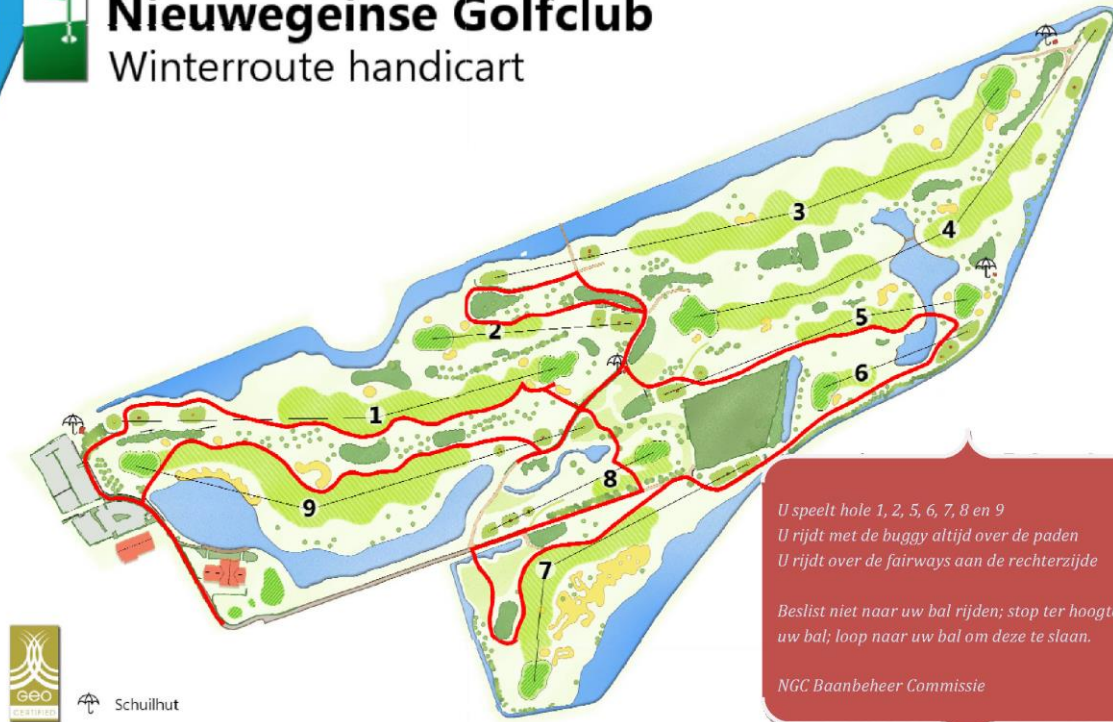 Nieuwegeinse Golfclub
Winterroute handicart
3
4
2
5
1
6
8
9
7
U speelt hole 1, 2, 5, 6, 7, 8 en 9
U rijdt met de buggy altijd over de paden
U rijdt over de fairways aan de rechterzijde
Beslist niet naar uw bal rijden; stop ter hoogte
uw bal; loop naar uw bal om deze te slaan.
NGC Baanbeheer Commissie
GEO
CERTIFIED
Schuilhut